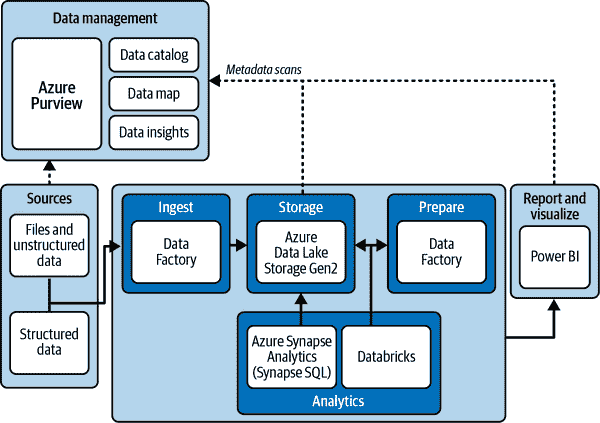 Data management
Azure
Purview
Data catalog
Data map
Data insights
Metadata scans
Sources
Files and
unstructured
data
Structured
data
Ingest
Data
Factory
Storage
Azure
Data Lake
Storage Gen2
Prepare
Data
Factory
Azure Synapse
Analytics
(Synapse SQL)
Databricks
Analytics
Report and
visualize
Power BI